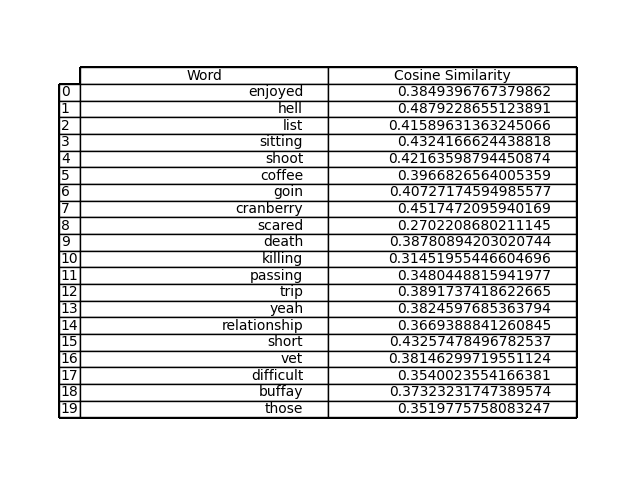 Word Cosine Similarity
0 enjoyed 0.3849396767379862
1 hell 0.4879228655123891
2 list 0.41589631363245066
3 sitting 0.4324166624438818
4 shoot 0.42163598794450874
5 coffee 0.3966826564005359
6 goin 0.40727174594985577
7 cranberry 0.4517472095940169
8 scared 0.2702208680211145
9 death 0.38780894203020744
10 killing 0.31451955446604696
11 passing 0.3480448815941977
12 trip 0.3891737418622665
13 yeah 0.3824597685363794
14 relationship 0.3669388841260845
15 short 0.43257478496782537
16 vet 0.38146299719551124
17 difficult 0.3540023554166381
18 buffay 0.37323231747389574
19 those 0.3519775758083247